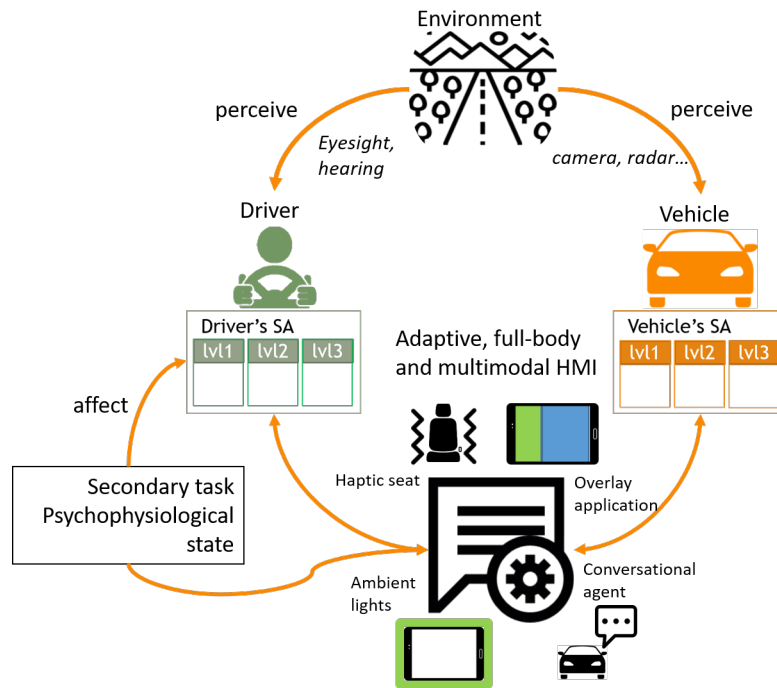 Environment
perceive
perceive
Eyesight,
hearing
camera, radar...
Driver
Vehicle
Driver's SA
lvl1 lvl2 lvl3
Vehicle's SA
lvl1 lvl2 lvl3
Adaptive, full-body
and multimodal HMI
affect
Secondary task
Psychophysiological
state
Haptic seat
Overlay
application
Ambient
lights
Conversational
agent